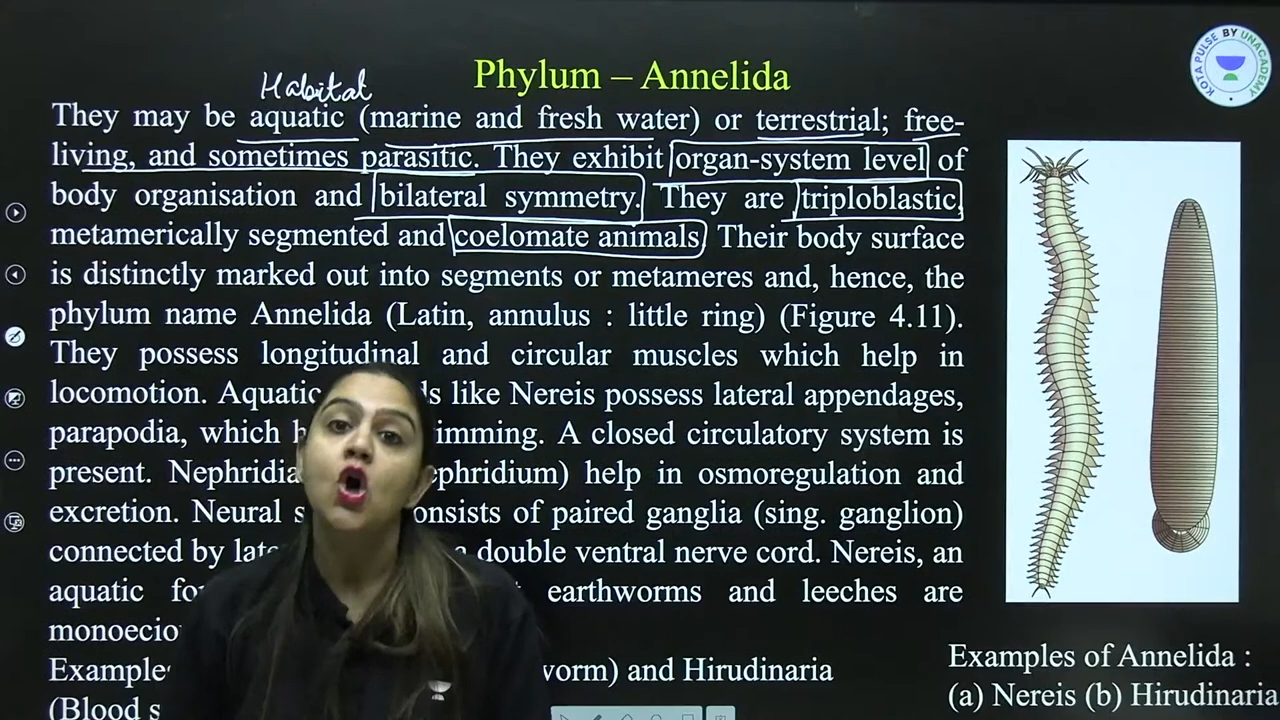 Habitat
Phylum – Annelida
KOTA PULSE BY UNACADEMY
They may be aquatic (marine and fresh water) or terrestrial; free-
living, and sometimes parasitic. They exhibit organ-system level of
body organisation and bilateral symmetry. They are triploblastic,
metamerically segmented and coelomate animals. Their body surface
is distinctly marked out into segments or metameres and, hence, the
phylum name Annelida (Latin, annulus : little ring) (Figure 4.11).
They possess longitudinal and circular muscles which help in
locomotion. Aquatic ds like Nereis possess lateral appendages,
parapodia, which h imming. A closed circulatory system is
present. Nephridia ephridium) help in osmoregulation and
excretion. Neural s onsists of paired ganglia (sing. ganglion)
connected by late a double ventral nerve cord. Nereis, an
aquatic fo earthworms and leeches are
monoecio
Example worm) and Hirudinaria
(Blood s
Examples of Annelida :
(a) Nereis (b) Hirudinaria